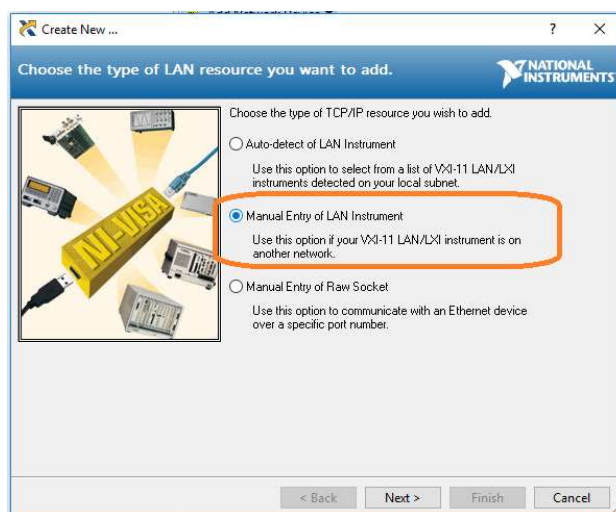 Create New ...
Choose the type of LAN resource you want to add.
NATIONAL
INSTRUMENTS
Choose the type of TCP/IP resource you wish to add.
Auto-detect of LAN Instrument
Use this option to select from a list of VXI-11 LAN/LXI
instruments detected on your local subnet.
Manual Entry of LAN Instrument
Use this option if your VXI-11 LAN/LXI instrument is on
another network.
Manual Entry of Raw Socket
Use this option to communicate with an Ethernet device
over a specific port number.
NI-VISA
< Back
Next >
Finish
Cancel